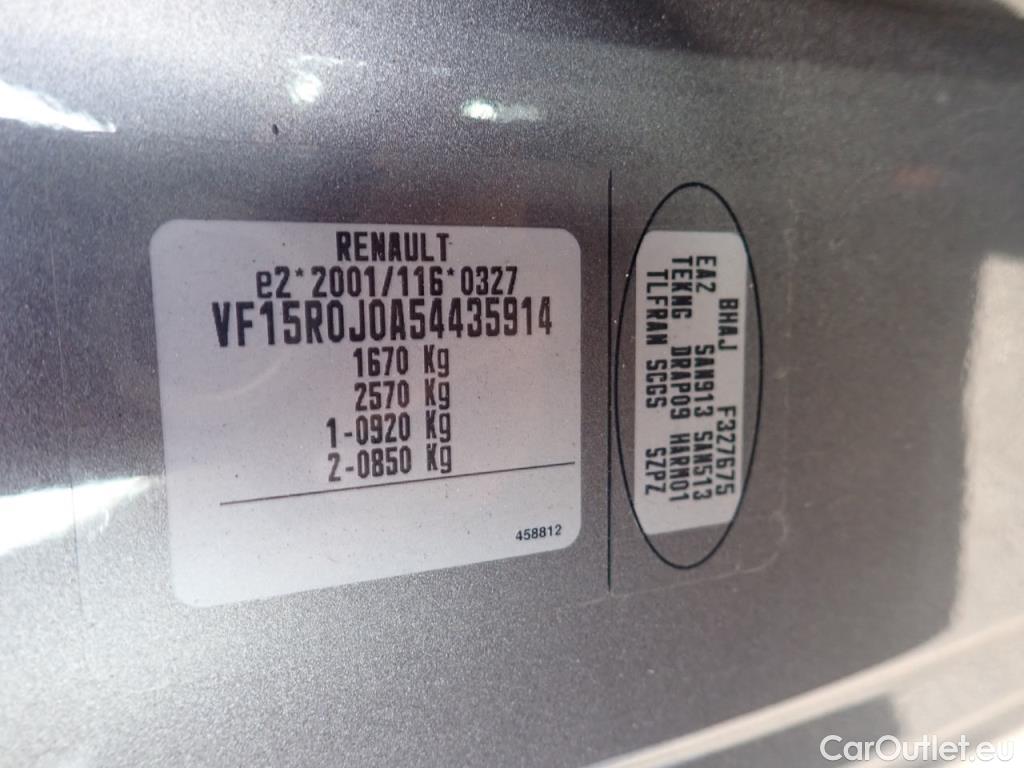 RENAULT
e2*2001/116*0327
VF15R0J0A54435914
1670 Kg
2570 Kg
1-0920 Kg
2-0850 Kg
458812
BHAJ F327675
EA2 SAN913 SAN513
TEKNG DRAP09 HARM01
TLFRAN SCGS SZPZ
CarOutlet.eu